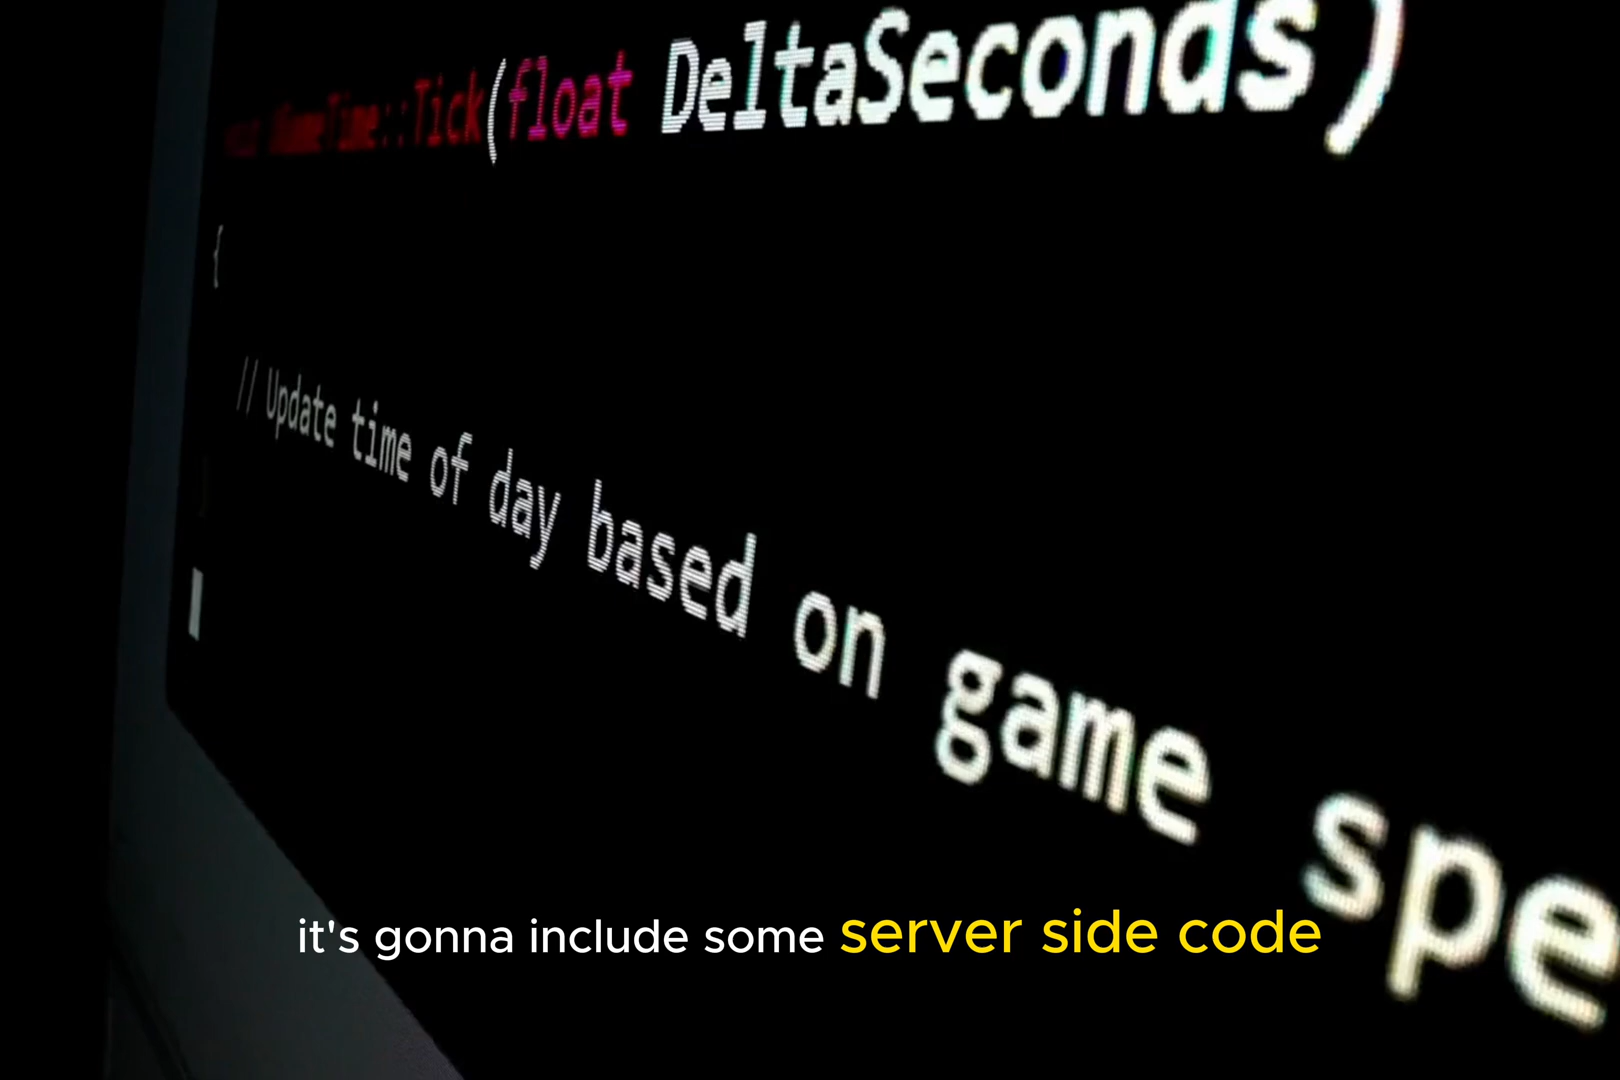 ::Tick(float DeltaSeconds)
{
// Update time of day based on game spe
it's gonna include some server side code